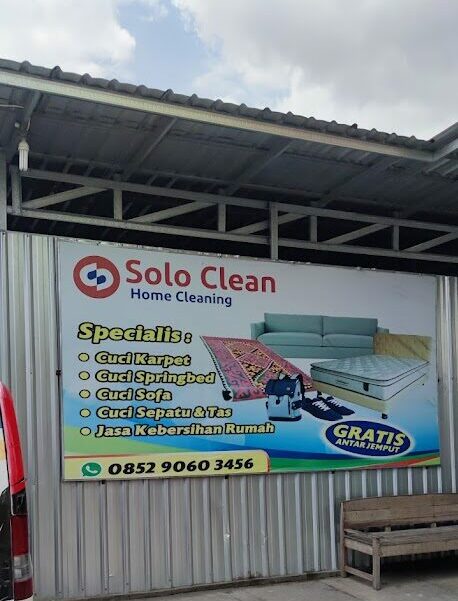 Solo Clean
Home Cleaning
Specialis :
• Cuci Karpet
• Cuci Springbed
• Cuci Sofa
• Cuci Sepatu & Tas
• Jasa Kebersihan Rumah
GRATIS
ANTAR JEMPUT
0852 9060 3456